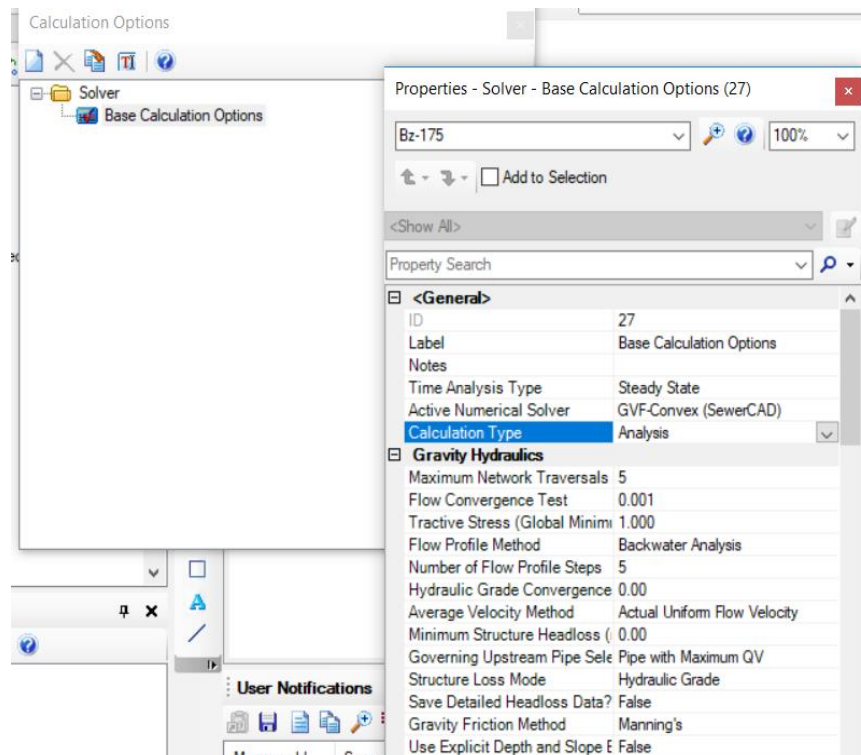 Calculation Options
Solver
Base Calculation Options
Properties - Solver - Base Calculation Options (27)
Bz-175
100%
Add to Selection
<Show All>
Property Search
<General>
ID 27
Label Base Calculation Options
Notes
Time Analysis Type Steady State
Active Numerical Solver GVF-Convex (SewerCAD)
Calculation Type Analysis
Gravity Hydraulics
Maximum Network Traversals 5
Flow Convergence Test 0.001
Tractive Stress (Global Minim 1.000
Flow Profile Method Backwater Analysis
Number of Flow Profile Steps 5
Hydraulic Grade Convergence 0.00
Average Velocity Method Actual Uniform Flow Velocity
Minimum Structure Headloss ( 0.00
Governing Upstream Pipe Sele Pipe with Maximum QV
Structure Loss Mode Hydraulic Grade
Save Detailed Headloss Data? False
Gravity Friction Method Manning's
Use Explicit Depth and Slope E False
User Notifications